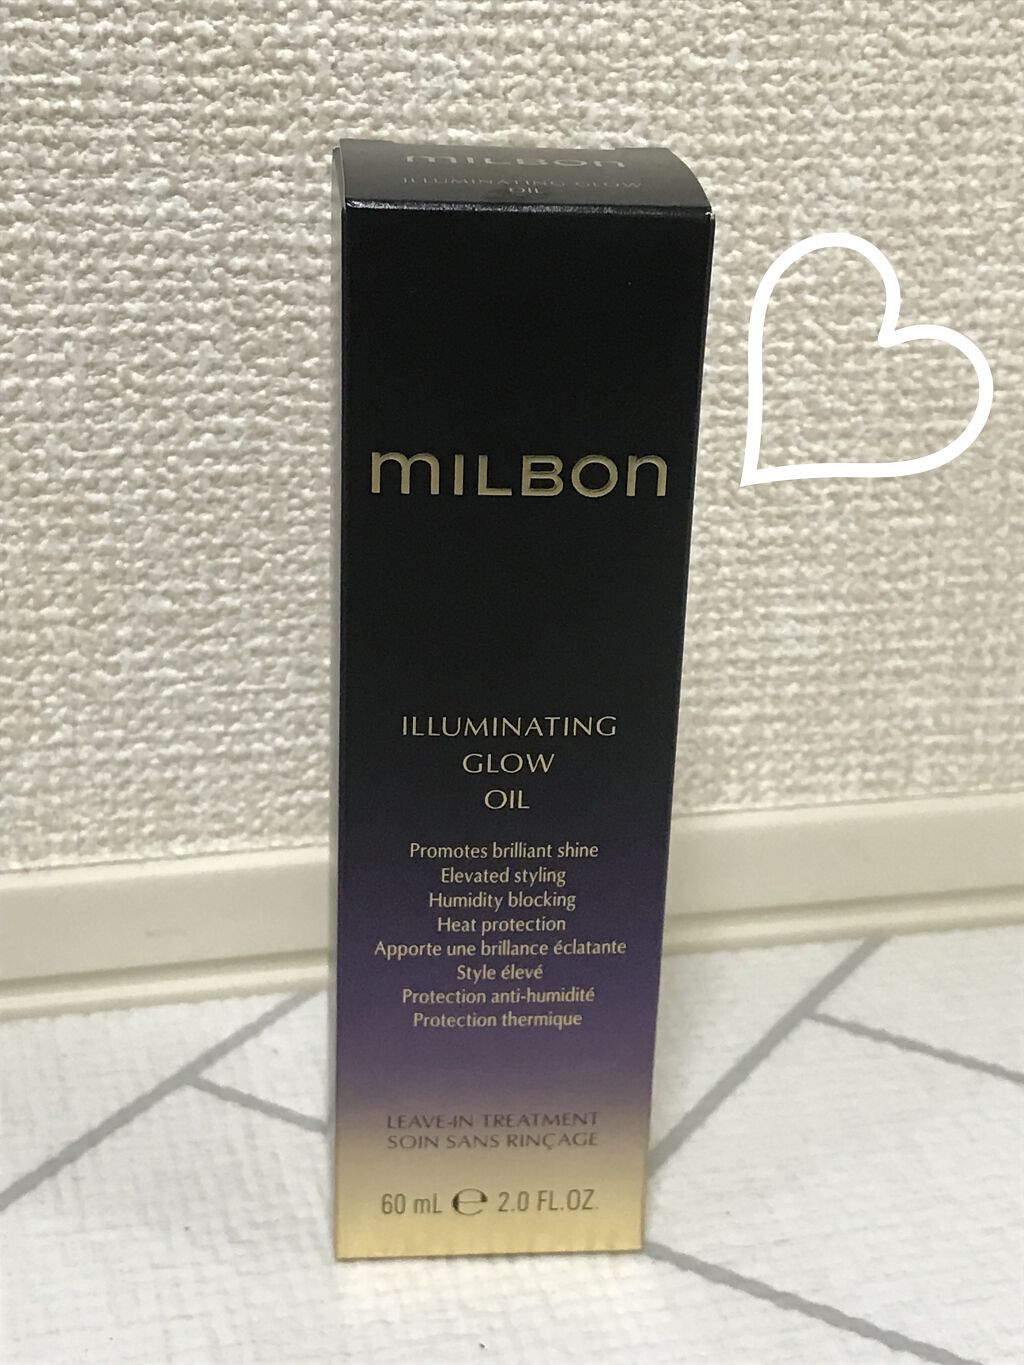 mILBOn
ILLUMINATING GLOW
OIL
mILBOn
ILLUMINATING
GLOW
OIL
Promotes brilliant shine
Elevated styling
Humidity blocking
Heat protection
Apporte une brillance éclatante
Style élevé
Protection anti-humidité
Protection thermique
LEAVE-IN TREATMENT
SOIN SANS RINÇAGE
60 mL ℮ 2.0 FL.OZ.